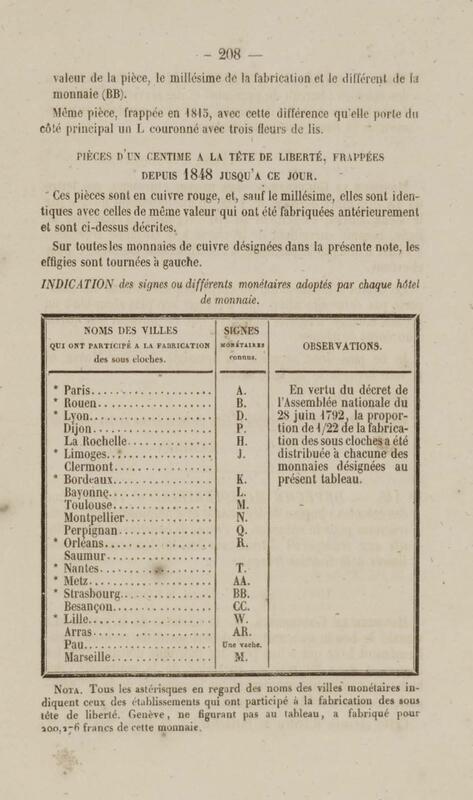 – 208 —
valeur de la pièce, le millésime de la fabrication et le différent de la
monnaie (BB).
Même pièce, frappée en 1815, avec cette différence qu'elle porte du
côté principal un L couronné avec trois fleurs de lis.
PIÈCES D'UN CENTIME A LA TÊTE DE LIBERTÉ, FRAPPÉES
DEPUIS 1848 JUSQU'A CE JOUR.
Ces pièces sont en cuivre rouge, et, sauf le millésime, elles sont iden-
tiques avec celles de même valeur qui ont été fabriquées antérieurement
et sont ci-dessus décrites.
Sur toutes les monnaies de cuivre désignées dans la présente note, les
effigies sont tournées à gauche.
INDICATION des signes ou différents monétaires adoptés par chaque hôtel
de monnaie.
NOMS DES VILLES
QUI ONT PARTICIPÉ A LA FABRICATION
des sous cloches.
SIGNES
MONÉTAIRES
connus.
OBSERVATIONS.
* Paris.................... A.
* Rouen.................... B.
* Lyon.................... D.
Dijon.................... P.
La Rochelle.................... H.
* Limoges.................... J.
Clermont....................
* Bordeaux.................... K.
Bayonne.................... L.
Toulouse.................... M.
Montpellier.................... N.
Perpignan.................... Q.
* Orléans.................... R.
Saumur....................
* Nantes.................... T.
* Metz.................... AA.
* Strasbourg.................... BB.
Besançon.................... CC.
* Lille.................... W.
Arras.................... AR.
Pau.................... Une vache.
Marseille.................... M.
En vertu du décret de
l'Assemblée nationale du
28 juin 1792, la propor-
tion de 1/22 de la fabrica-
tion des sous cloches a été
distribuée à chacune des
monnaies désignées au
présent tableau.
NOTA. Tous les astérisques en regard des noms des villes monétaires in-
diquent ceux des établissements qui ont participé à la fabrication des sous
tête de liberté. Genève, ne figurant pas au tableau, a fabriqué pour
200,276 francs de cette monnaie.